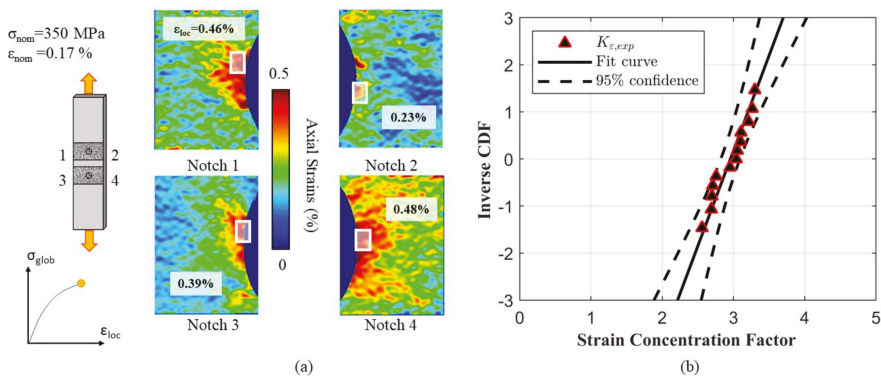 σnom=350 MPa
εnom=0.17 %
1
2
3
4
σglob
εloc
εloc=0.46%
Notch 1
0.23%
Notch 2
0.39%
Notch 3
0.48%
Notch 4
0.5
0
Axial Strains (%)
(a)
Kε,exp
Fit curve
95% confidence
3
2
1
0
-1
-2
-3
Inverse CDF
0 1 2 3 4 5
Strain Concentration Factor
(b)